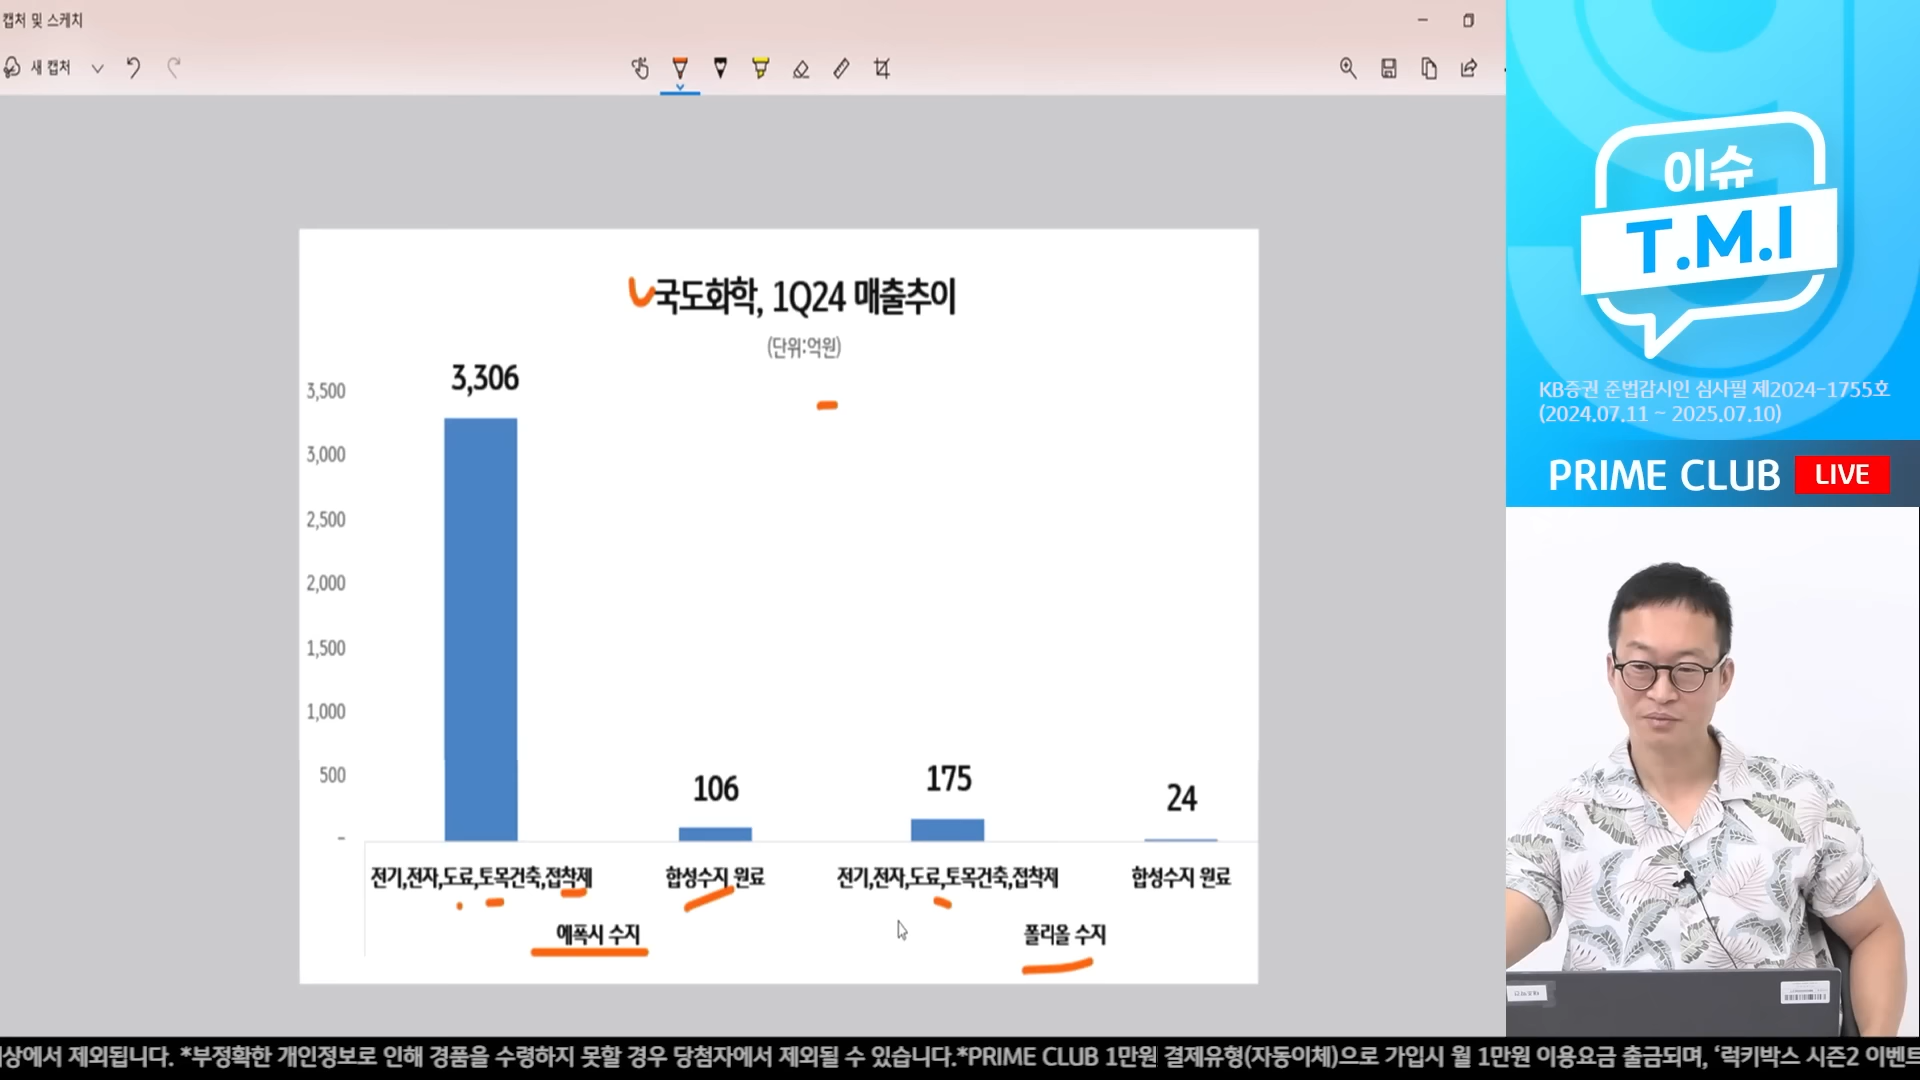 캡처 및 스케치
새 캡처
국도화학, 1Q24 매출추이
(단위:억원)
3,500
3,000
2,500
2,000
1,500
1,000
500
-
3,306
106
175
24
전기,전자,도료,토목건축,접착제
합성수지 원료
전기,전자,도료,토목건축,접착제
합성수지 원료
에폭시 수지
폴리올 수지
이슈
T.M.I
KB증권 준법감시인 심사필 제2024-1755호
(2024.07.11 ~ 2025.07.10)
PRIME CLUB LIVE
상에서 제외됩니다. *부정확한 개인정보로 인해 경품을 수령하지 못할 경우 당첨자에서 제외될 수 있습니다.*PRIME CLUB 1만원 결제유형(자동이체)으로 가입시 월 1만원 이용요금 출금되며, ‘럭키박스 시즌2 이벤트